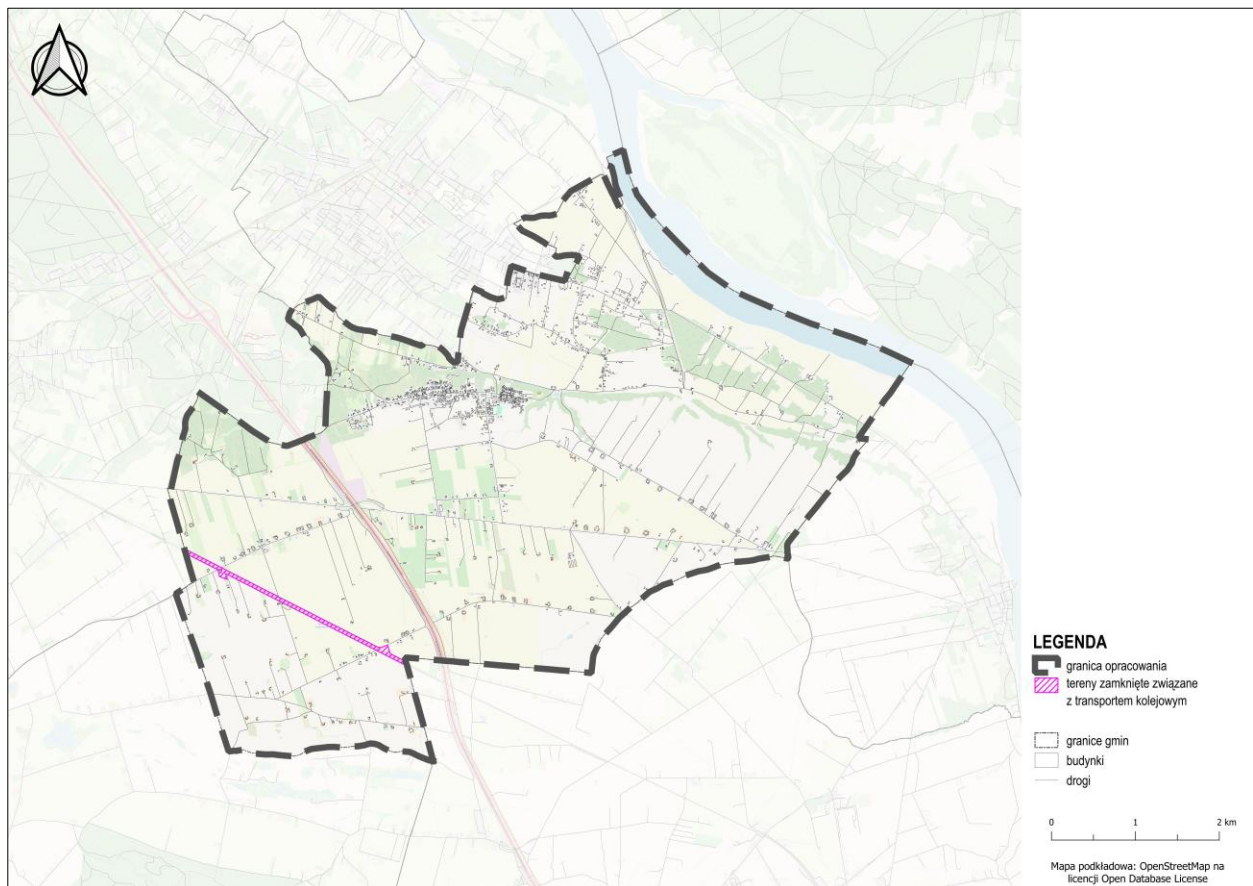 LEGENDA
granica opracowania
tereny zamknięte związane
z transportem kolejowym
granice gmin
budynki
drogi
0 1 2 km
Mapa podkładowa: OpenStreetMap na
licencji Open Database License